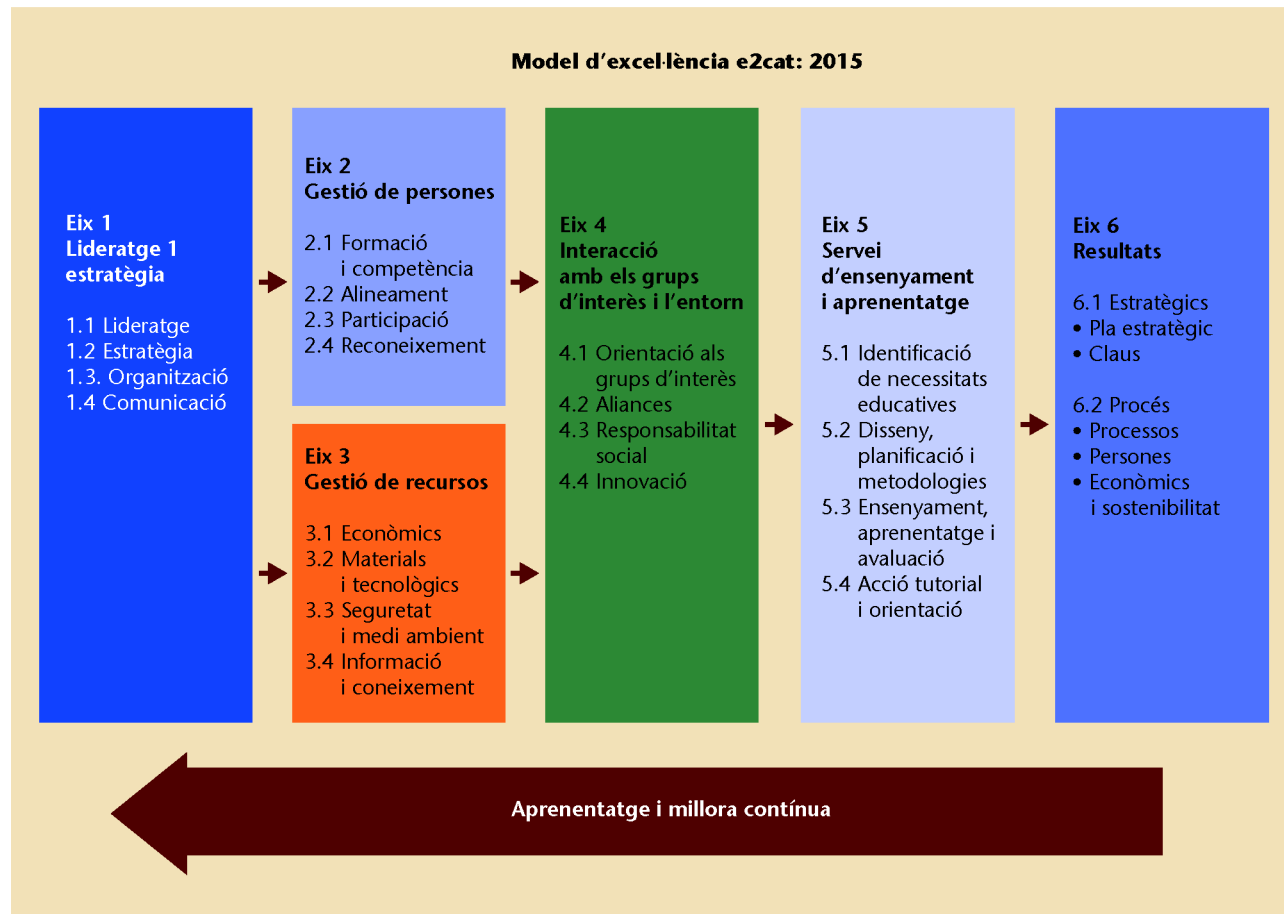 Model d’excel·lència e2cat: 2015
Eix 1
Lideratge 1
estratègia
1.1 Lideratge
1.2 Estratègia
1.3. Organització
1.4 Comunicació
Eix 2
Gestió de persones
2.1 Formació
i competència
2.2 Alineament
2.3 Participació
2.4 Reconeixement
Eix 3
Gestió de recursos
3.1 Econòmics
3.2 Materials
i tecnològics
3.3 Seguretat
i medi ambient
3.4 Informació
i coneixement
Eix 4
Interacció
amb els grups
d’interès i l’entorn
4.1 Orientació als
grups d’interès
4.2 Aliances
4.3 Responsabilitat
social
4.4 Innovació
Eix 5
Servei
d’ensenyament
i aprenentatge
5.1 Identificació
de necessitats
educatives
5.2 Disseny,
planificació i
metodologies
5.3 Ensenyament,
aprenentatge i
avaluació
5.4 Acció tutorial
i orientació
Eix 6
Resultats
6.1 Estratègics
• Pla estratègic
• Claus
6.2 Procés
• Processos
• Persones
• Econòmics
i sostenibilitat
Aprenentatge i millora contínua